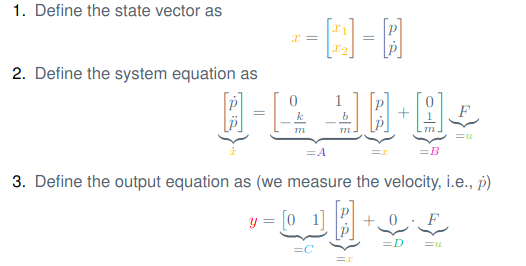 1. Define the state vector as
x = [x₁; x₂] = [p; ṗ]
2. Define the system equation as
[ṗ; p̈] = [0 1; −k/m −b/m] [p; ṗ] + [0; 1/m] F
ẋ =A =x =B =u
3. Define the output equation as (we measure the velocity, i.e., ṗ)
y = [0 1] [p; ṗ] + 0 · F
=C =x =D =u